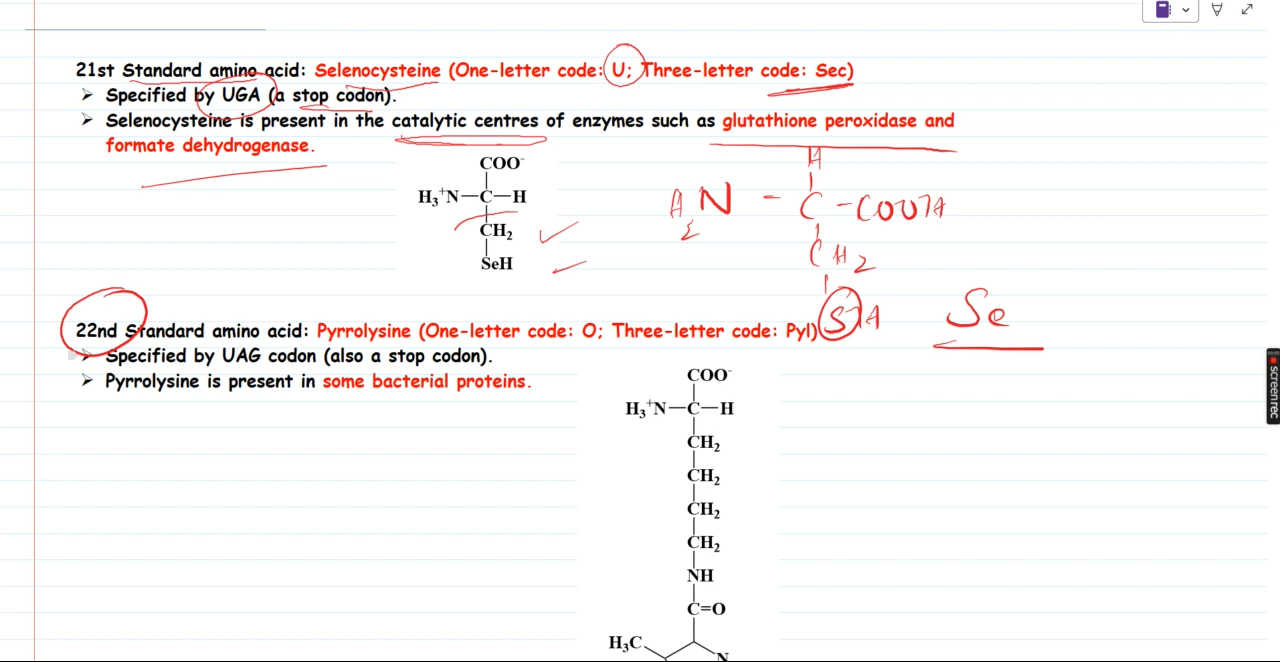 21st Standard amino acid: Selenocysteine (One-letter code: U; Three-letter code: Sec)
➤ Specified by UGA (a stop codon).
➤ Selenocysteine is present in the catalytic centres of enzymes such as glutathione peroxidase and
formate dehydrogenase.
COO⁻
H₃⁺N—C—H
CH₂
SeH
H
H₂N - C - COOH
CH2
SH
Se
22nd Standard amino acid: Pyrrolysine (One-letter code: O; Three-letter code: Pyl)
➤ Specified by UAG codon (also a stop codon).
➤ Pyrrolysine is present in some bacterial proteins.
COO⁻
H₃⁺N—C—H
CH₂
CH₂
CH₂
CH₂
NH
C=O
H₃C
N
screenrec